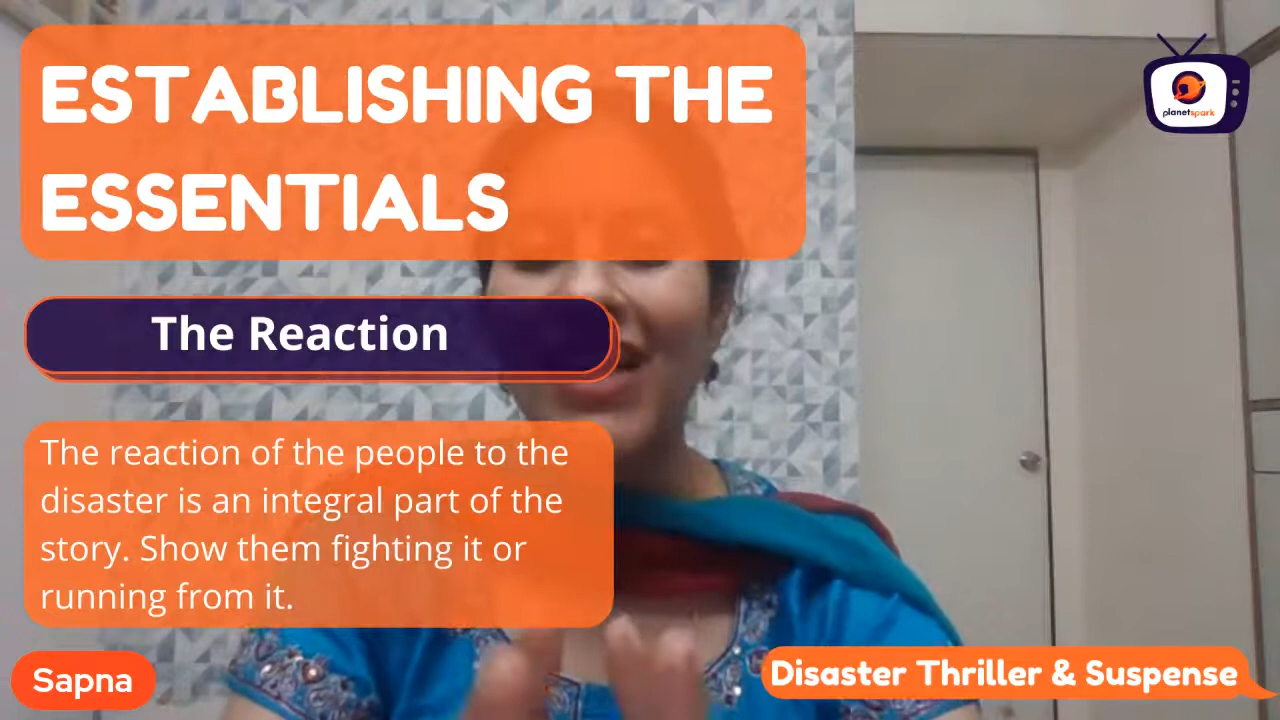 ESTABLISHING THE
ESSENTIALS
planetspark
The Reaction
The reaction of the people to the
disaster is an integral part of the
story. Show them fighting it or
running from it.
Sapna
Disaster Thriller & Suspense